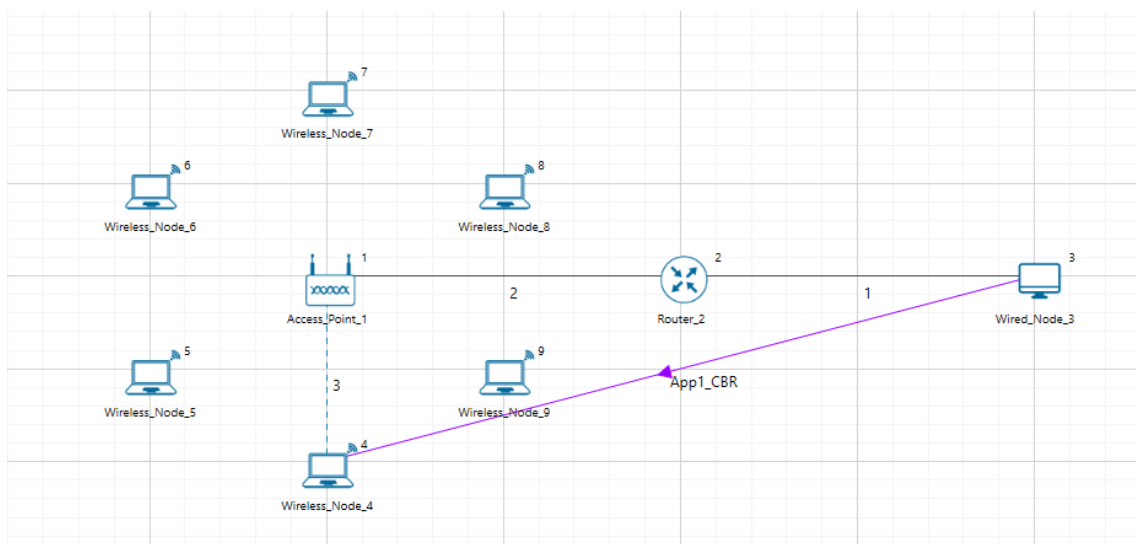 7
Wireless_Node_7
6
Wireless_Node_6
8
Wireless_Node_8
1
Access_Point_1
2
2
Router_2
1
3
Wired_Node_3
5
Wireless_Node_5
3
9
Wireless_Node_9
App1_CBR
4
Wireless_Node_4